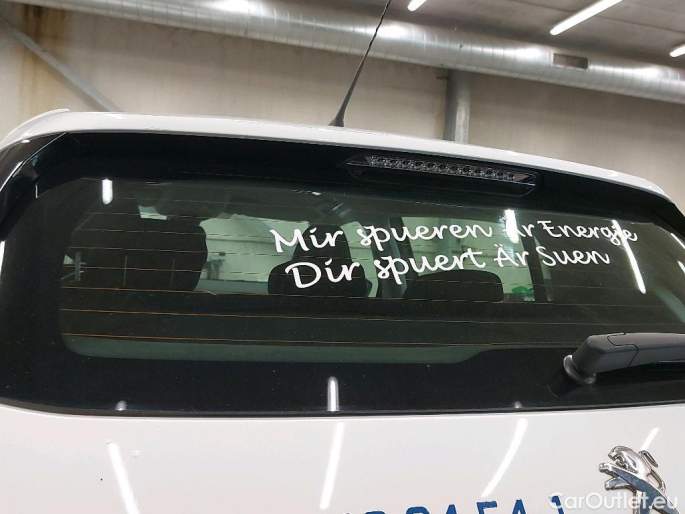 Mir spueren Är Energie
Dir spuert Är Suen
CarOutlet.eu